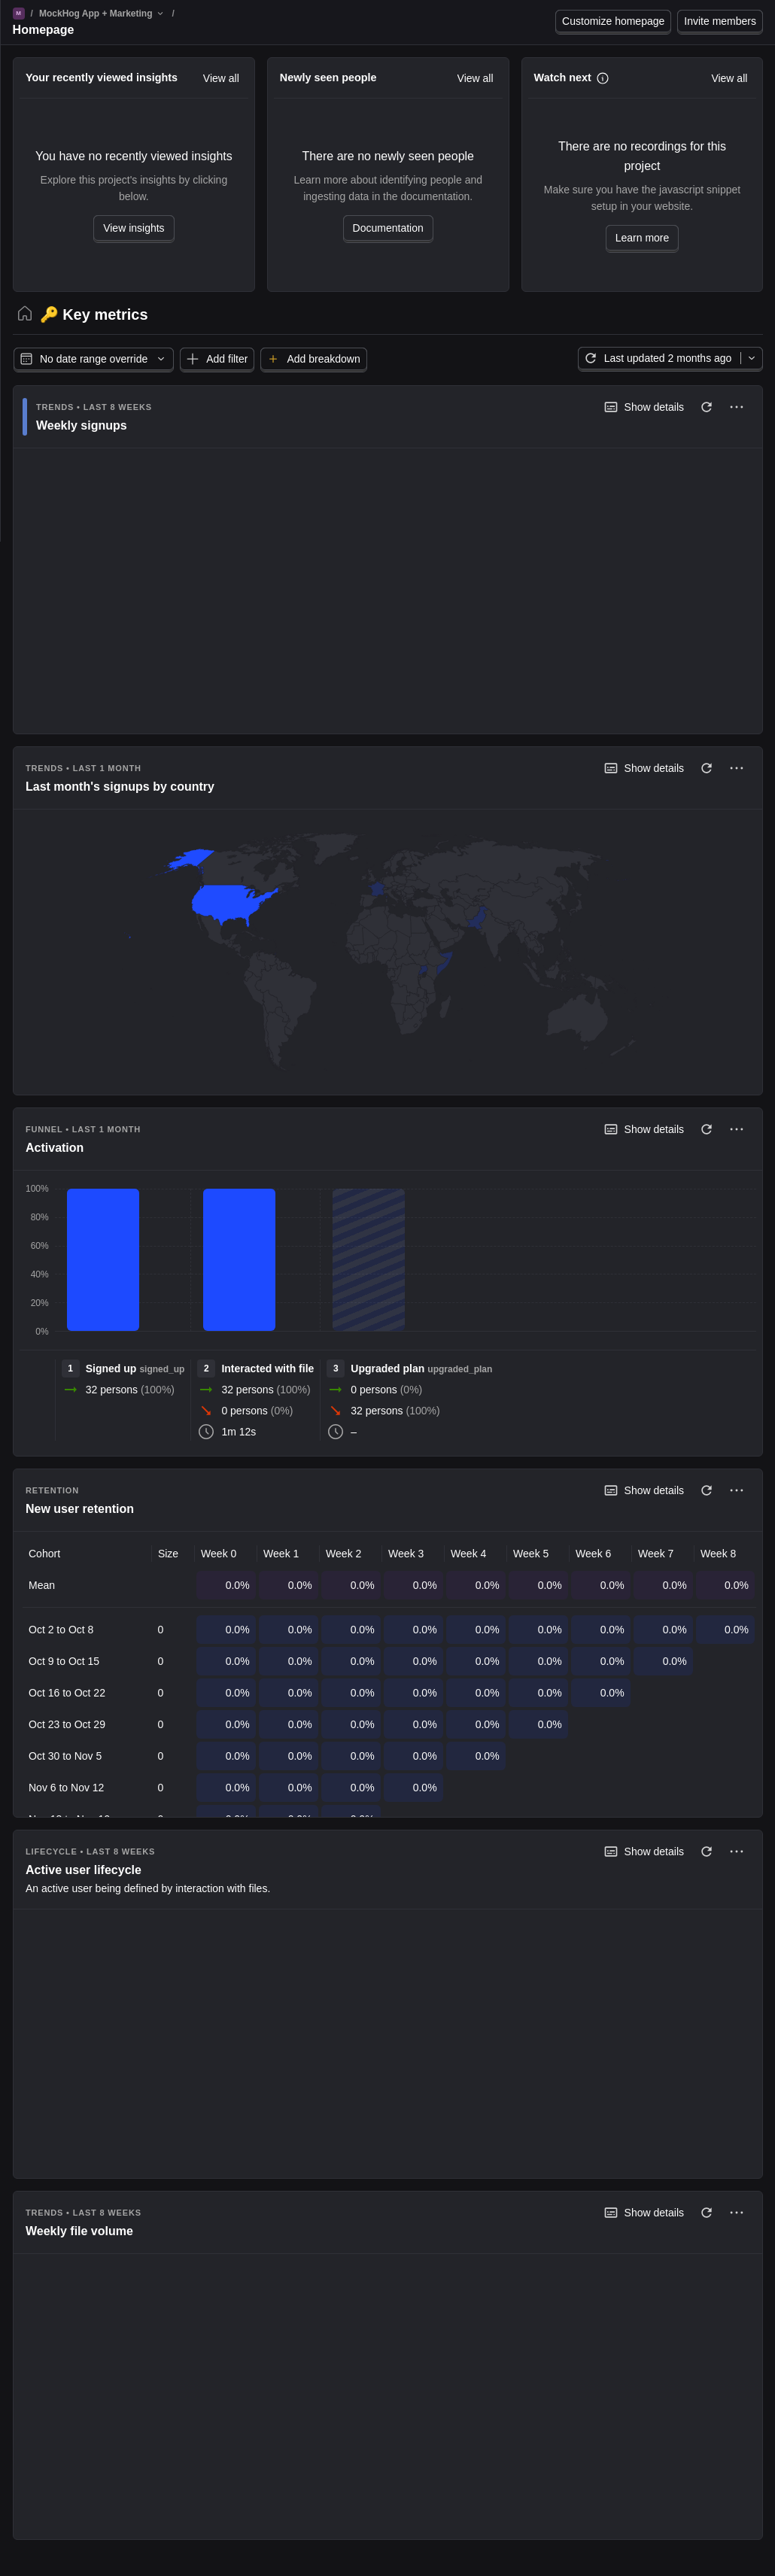 M / MockHog App + Marketing /
Homepage
Customize homepage Invite members
Your recently viewed insights View all
You have no recently viewed insights
Explore this project's insights by clicking
below.
View insights
Newly seen people View all
There are no newly seen people
Learn more about identifying people and
ingesting data in the documentation.
Documentation
Watch next View all
There are no recordings for this
project
Make sure you have the javascript snippet
setup in your website.
Learn more
🔑 Key metrics
No date range override Add filter Add breakdown Last updated 2 months ago
TRENDS • LAST 8 WEEKS Show details
Weekly signups
TRENDS • LAST 1 MONTH Show details
Last month's signups by country
FUNNEL • LAST 1 MONTH Show details
Activation
100%
80%
60%
40%
20%
0%
1 Signed up signed_up
32 persons (100%)
2 Interacted with file
32 persons (100%)
0 persons (0%)
1m 12s
3 Upgraded plan upgraded_plan
0 persons (0%)
32 persons (100%)
–
RETENTION Show details
New user retention
Cohort Size Week 0 Week 1 Week 2 Week 3 Week 4 Week 5 Week 6 Week 7 Week 8
Mean 0.0% 0.0% 0.0% 0.0% 0.0% 0.0% 0.0% 0.0% 0.0%
Oct 2 to Oct 8 0 0.0% 0.0% 0.0% 0.0% 0.0% 0.0% 0.0% 0.0% 0.0%
Oct 9 to Oct 15 0 0.0% 0.0% 0.0% 0.0% 0.0% 0.0% 0.0% 0.0%
Oct 16 to Oct 22 0 0.0% 0.0% 0.0% 0.0% 0.0% 0.0% 0.0%
Oct 23 to Oct 29 0 0.0% 0.0% 0.0% 0.0% 0.0% 0.0%
Oct 30 to Nov 5 0 0.0% 0.0% 0.0% 0.0% 0.0%
Nov 6 to Nov 12 0 0.0% 0.0% 0.0% 0.0%
LIFECYCLE • LAST 8 WEEKS Show details
Active user lifecycle
An active user being defined by interaction with files.
TRENDS • LAST 8 WEEKS Show details
Weekly file volume